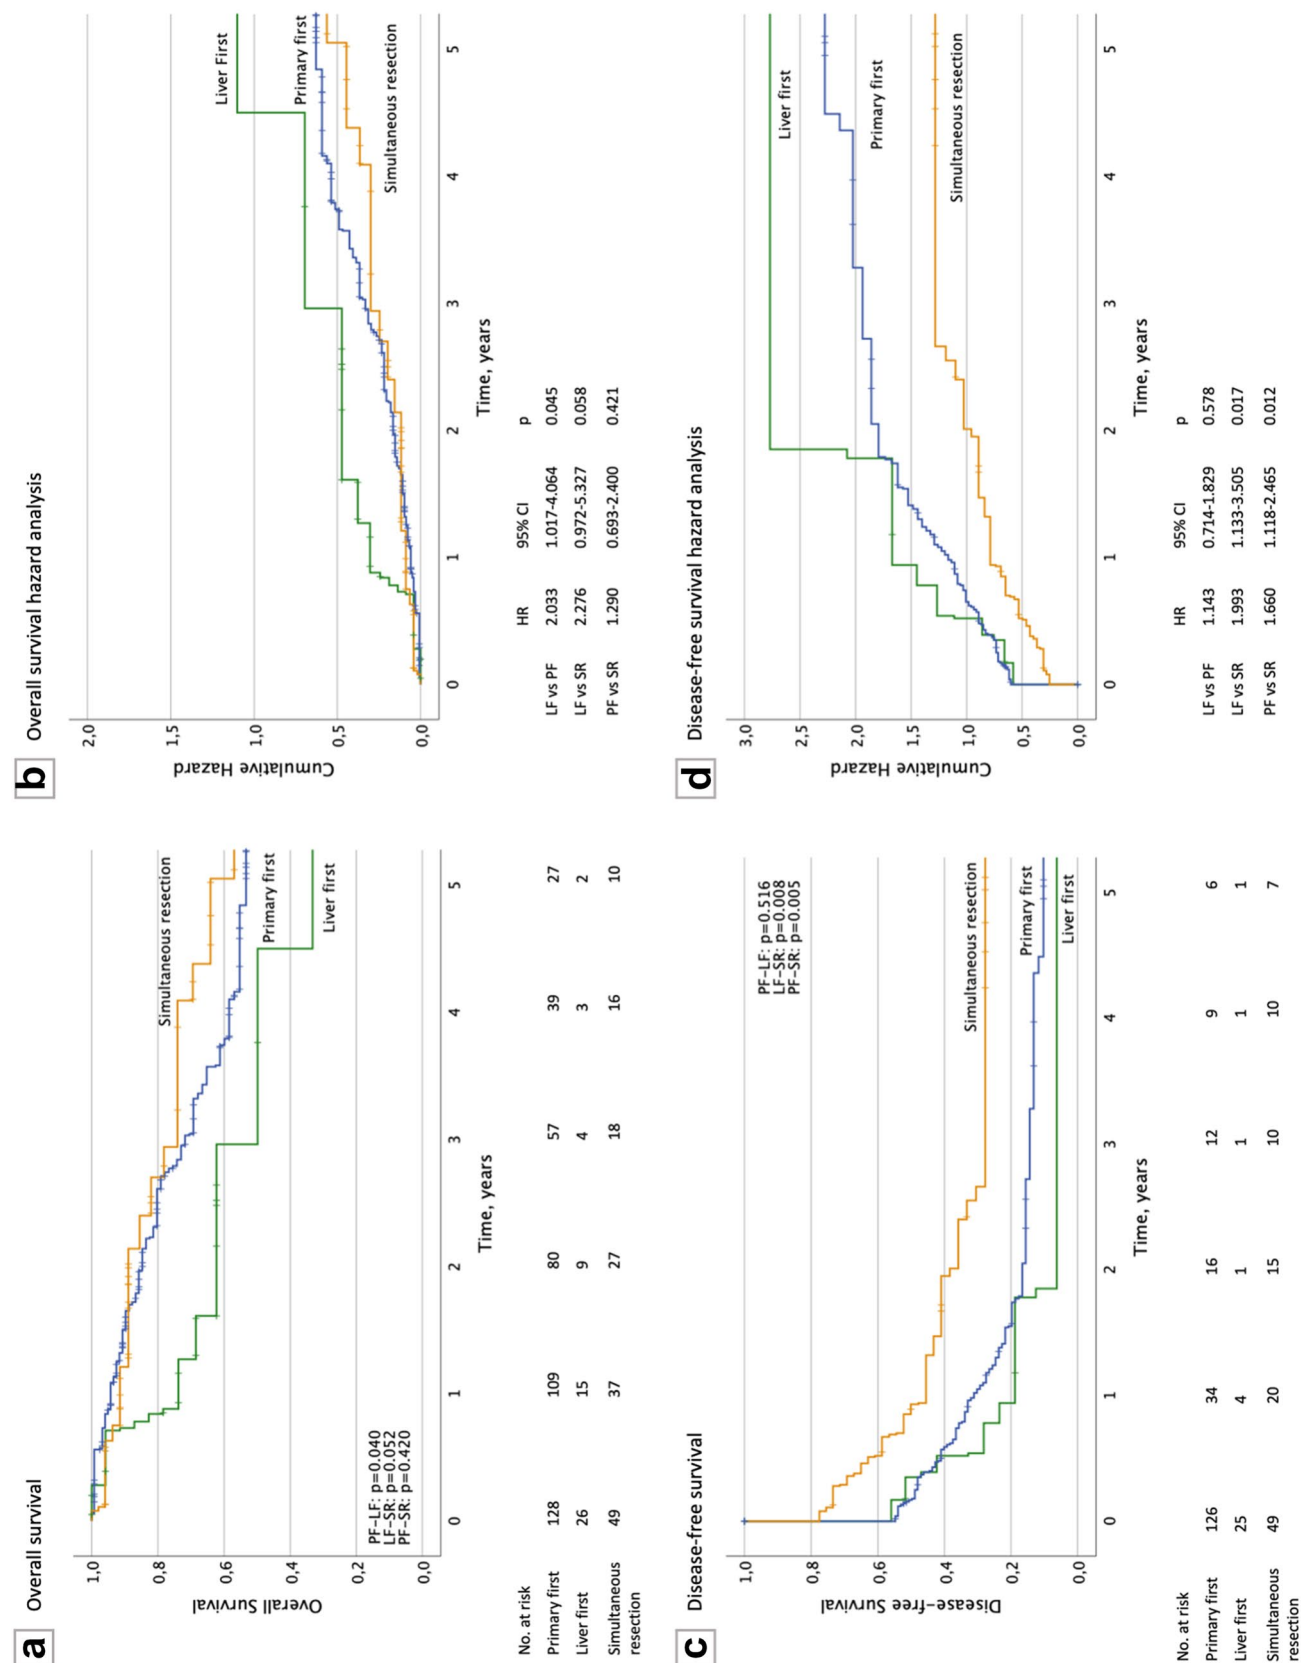 a Overall survival
Overall Survival
1.0
0.8
0.6
0.4
0.2
0.0
Simultaneous resection
Primary first
Liver first
PF-LF: p=0.040
LF-SR: p=0.052
PF-SR: p=0.420
0 1 2 3 4 5
Time, years
No. at risk
Primary first 128 109 80 57 39 27
Liver first 26 15 9 4 3 2
Simultaneous resection 49 37 27 18 16 10
b Overall survival hazard analysis
Cumulative Hazard
2,0
1,5
1,0
0,5
0,0
Liver First
Primary first
Simultaneous resection
0 1 2 3 4 5
Time, years
HR 95% CI p
LF vs PF 2.033 1.017-4.064 0.045
LF vs SR 2.276 0.972-5.327 0.058
PF vs SR 1.290 0.693-2.400 0.421
c Disease-free survival
Disease-free Survival
1.0
0.8
0.6
0.4
0.2
0.0
PF-LF: p=0.516
LF-SR: p=0.008
PF-SR: p=0.005
Simultaneous resection
Primary first
Liver first
0 1 2 3 4 5
Time, years
No. at risk
Primary first 126 34 16 12 9 6
Liver first 25 4 1 1 1 1
Simultaneous resection 49 20 15 10 10 7
d Disease-free survival hazard analysis
Cumulative Hazard
3,0
2,5
2,0
1,5
1,0
0,5
0,0
Liver first
Primary first
Simultaneous resection
0 1 2 3 4 5
Time, years
HR 95% CI p
LF vs PF 1.143 0.714-1.829 0.578
LF vs SR 1.993 1.133-3.505 0.017
PF vs SR 1.660 1.118-2.465 0.012